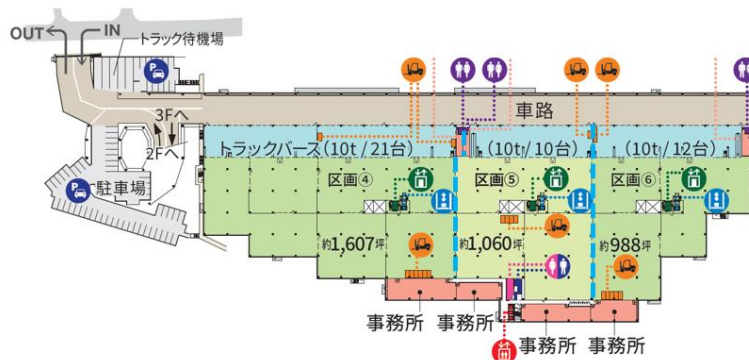 OUT
IN
トラック待機場
P
3Fへ
2Fへ
車路
トラックバース(10t/21台)
(10t/10台)
(10t/12台)
P
駐車場
区画④
区画⑤
区画⑥
約1,607坪
約1,060坪
約988坪
事務所
事務所
事務所
事務所